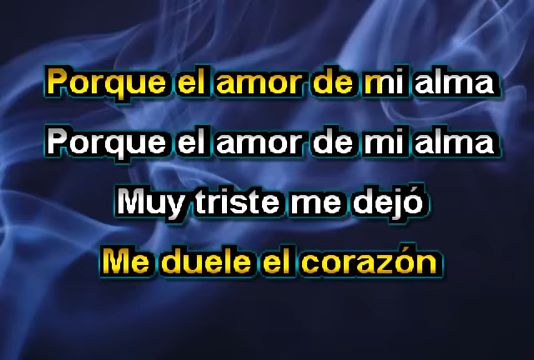 Porque el amor de mi alma
Porque el amor de mi alma
Muy triste me dejó
Me duele el corazón